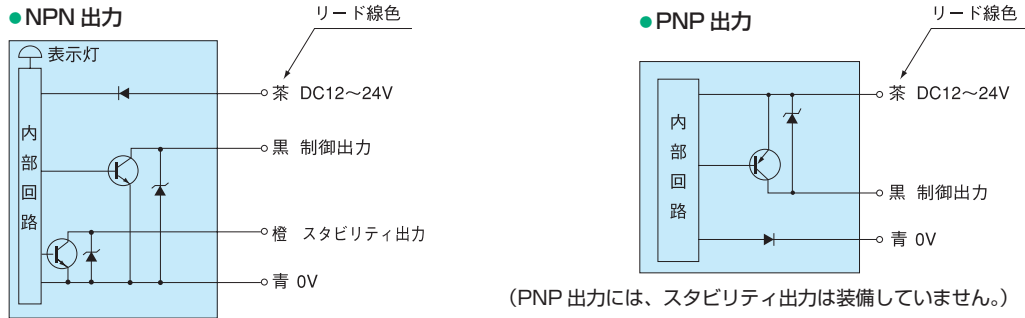 ●NPN 出力
リード線色
表示灯
内部回路
茶 DC12～24V
黒 制御出力
橙 スタビリティ出力
青 0V
●PNP 出力
リード線色
内部回路
茶 DC12～24V
黒 制御出力
青 0V
（PNP 出力には、スタビリティ出力は装備していません。）